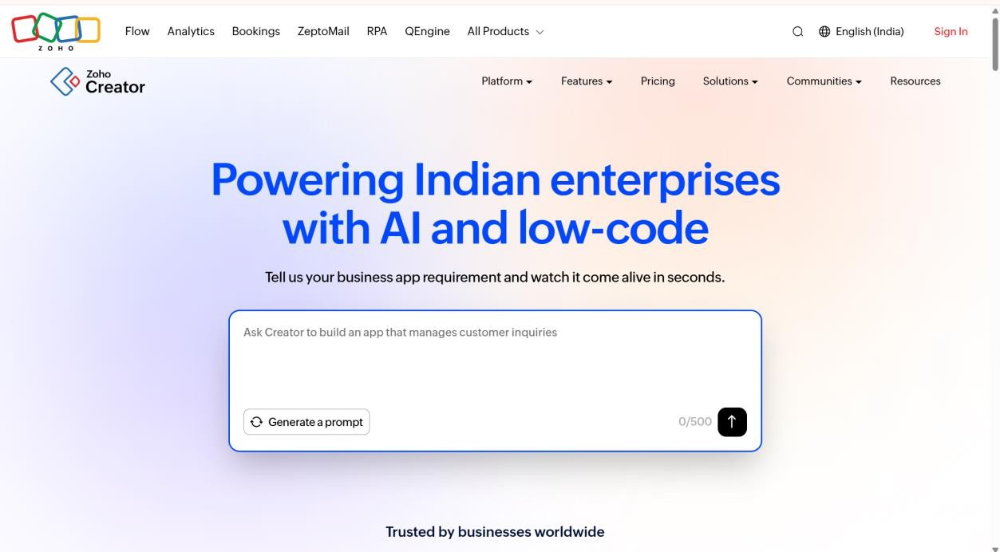 ZOHO
Flow Analytics Bookings ZeptoMail RPA QEngine All Products English (India) Sign In
Zoho
Creator
Platform Features Pricing Solutions Communities Resources
Powering Indian enterprises
with AI and low-code
Tell us your business app requirement and watch it come alive in seconds.
Ask Creator to build an app that manages customer inquiries
Generate a prompt 0/500
Trusted by businesses worldwide